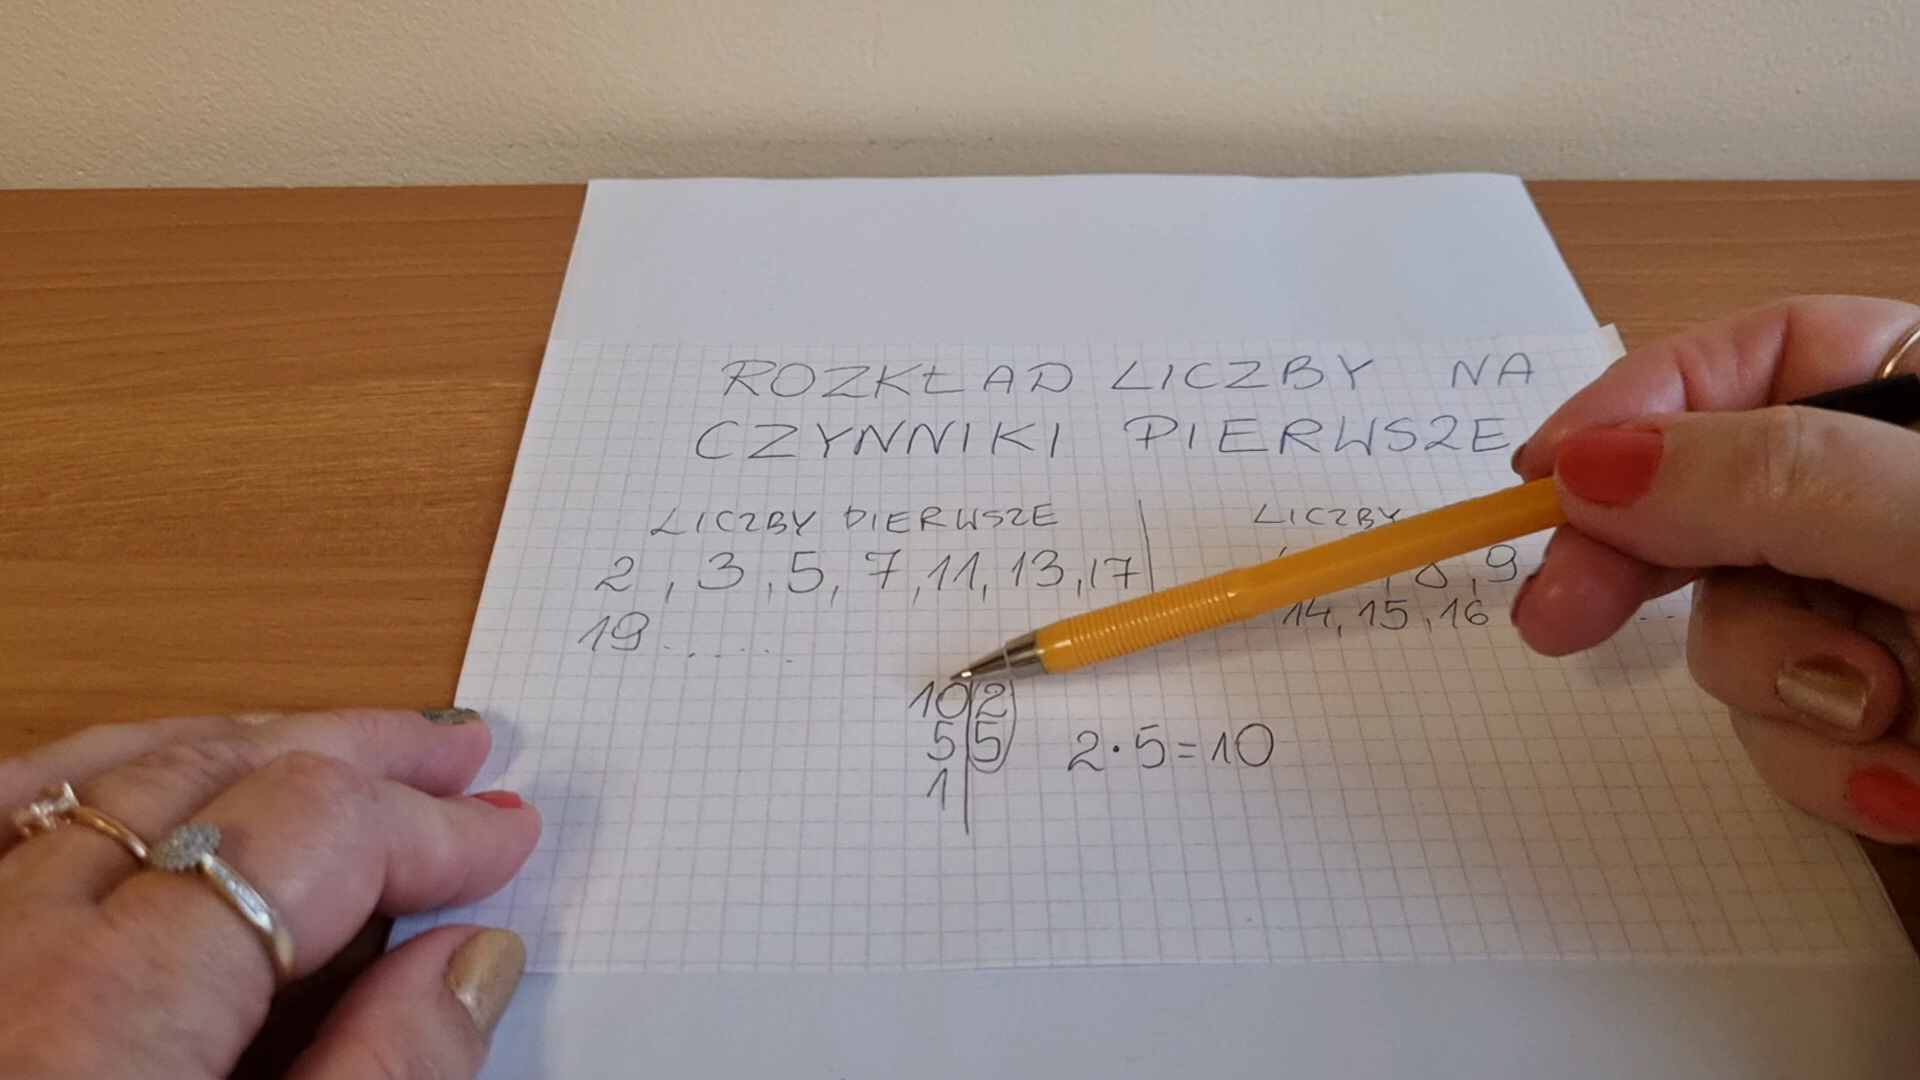 ROZKŁAD LICZBY NA
CZYNNIKI PIERWSZE
LICZBY PIERWSZE
2, 3, 5, 7, 11, 13, 17
19......
LICZBY
, 9
14, 15, 16
10|2
5|5
1|
2·5=10